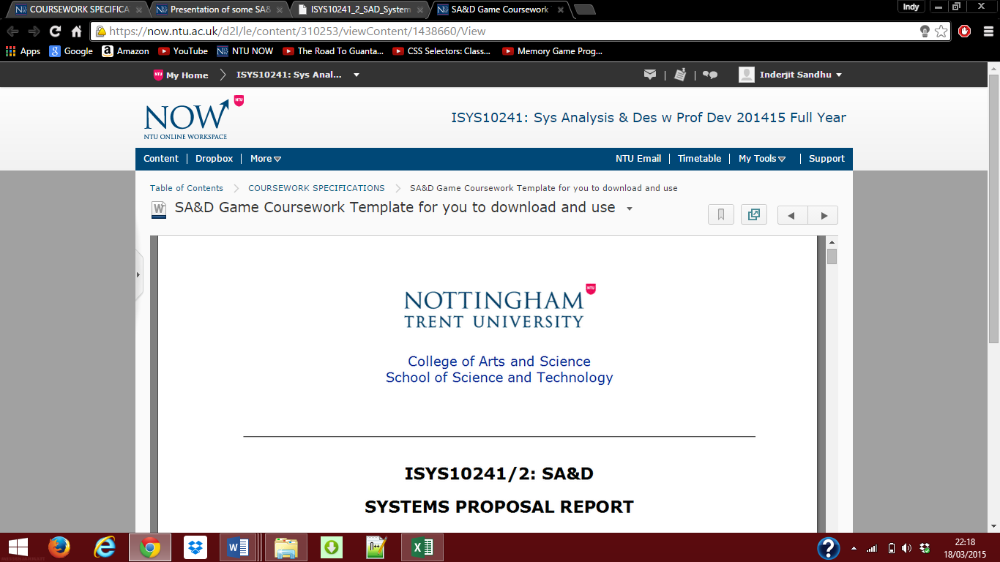 COURSEWORK SPECIFICA
Presentation of some SA&
ISYS10241_2_SAD_System
SA&D Game Coursework
Indy
https://now.ntu.ac.uk/d2l/le/content/310253/viewContent/1438660/View
Apps Google Amazon YouTube NTU NOW The Road To Guanta... CSS Selectors: Class... Memory Game Prog...
My Home ISYS10241: Sys Anal... Inderjit Sandhu
NOW
NTU
NTU ONLINE WORKSPACE
ISYS10241: Sys Analysis & Des w Prof Dev 201415 Full Year
Content Dropbox More NTU Email Timetable My Tools Support
Table of Contents COURSEWORK SPECIFICATIONS SA&D Game Coursework Template for you to download and use
SA&D Game Coursework Template for you to download and use
NOTTINGHAM
NTU
TRENT UNIVERSITY
College of Arts and Science
School of Science and Technology
ISYS10241/2: SA&D
SYSTEMS PROPOSAL REPORT
22:18
18/03/2015